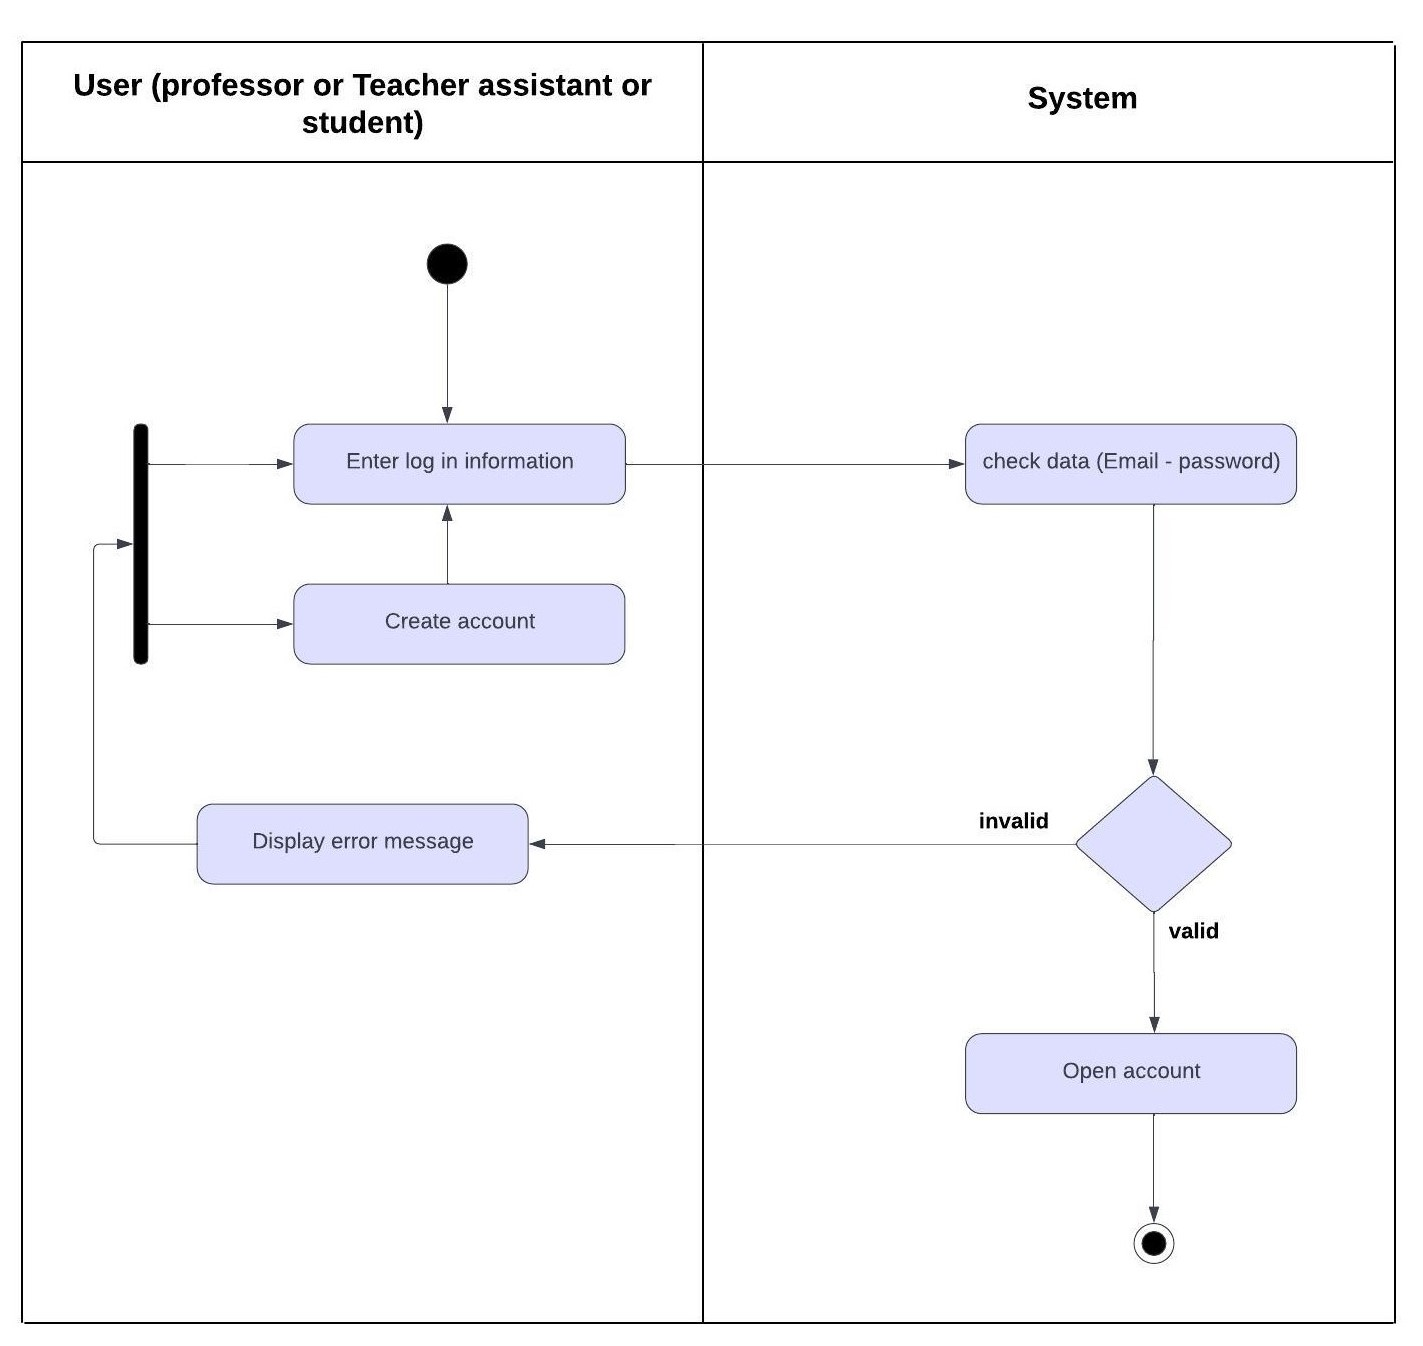 User (professor or Teacher assistant or
student)
System
Enter log in information
check data (Email - password)
Create account
invalid
Display error message
valid
Open account